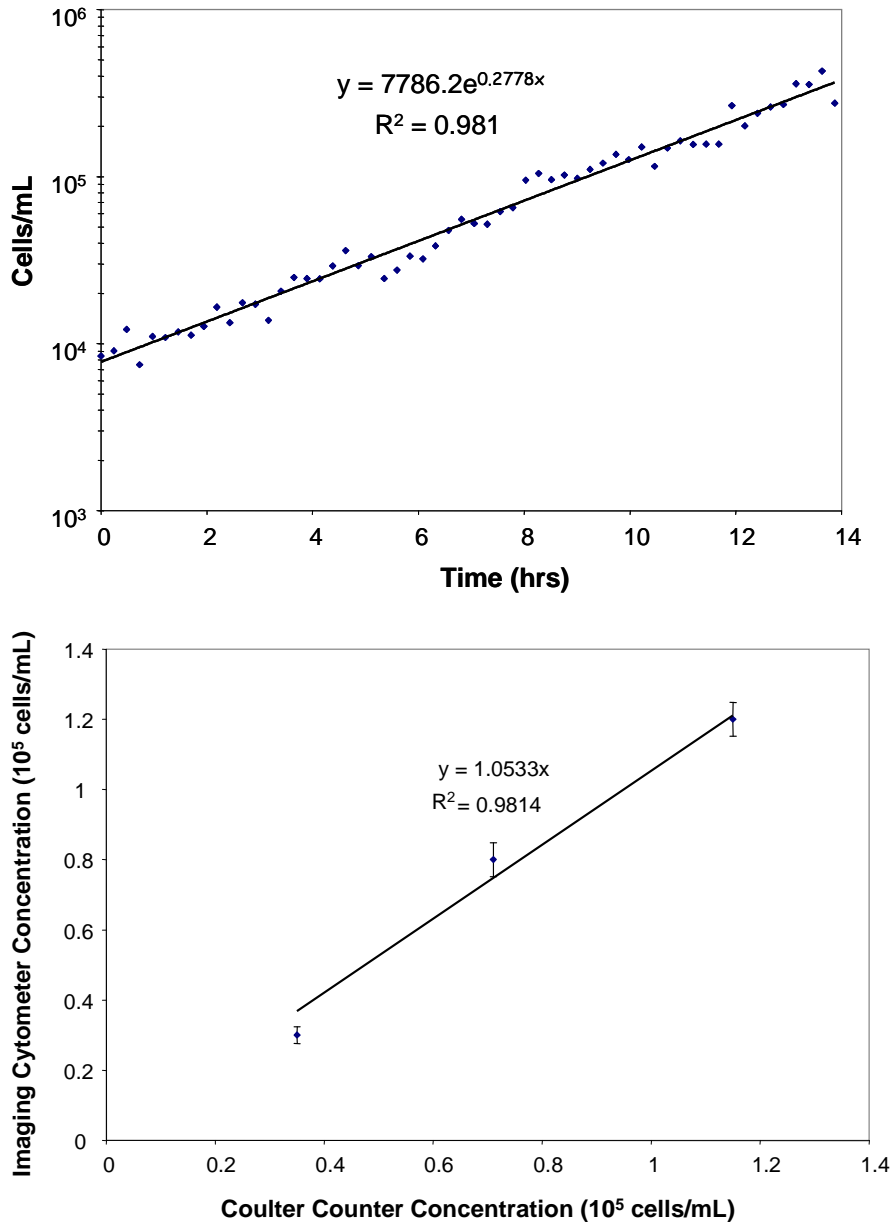 10⁶
y = 7786.2e^0.2778x
R² = 0.981
10⁵
Cells/mL
10⁴
10³
0 2 4 6 8 10 12 14
Time (hrs)
1.4
1.2
1
y = 1.0533x
R² = 0.9814
0.8
0.6
0.4
0.2
0
Imaging Cytometer Concentration (10⁵ cells/mL)
0 0.2 0.4 0.6 0.8 1 1.2 1.4
Coulter Counter Concentration (10⁵ cells/mL)